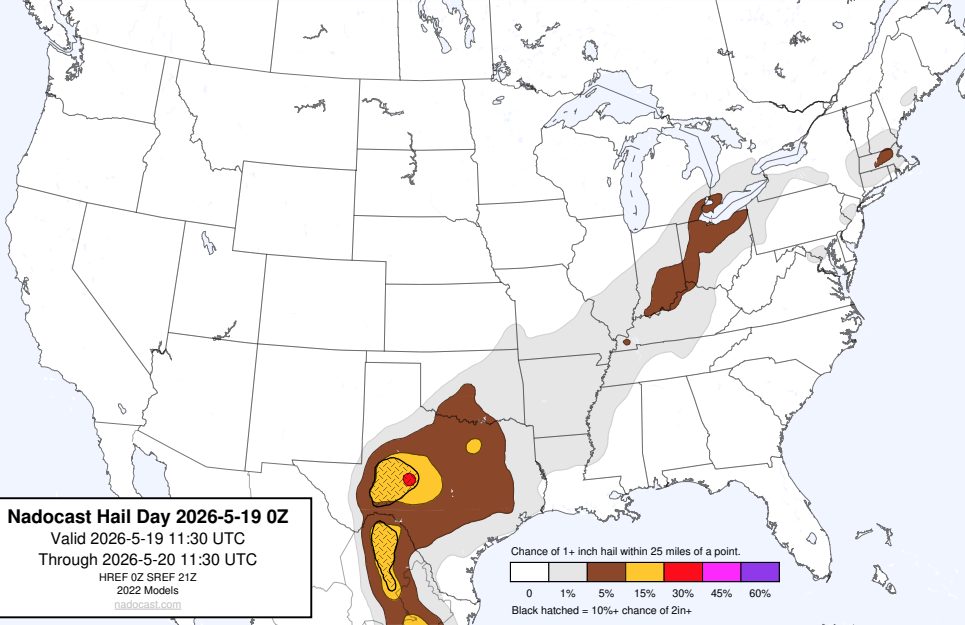 Nadocast Hail Day 2026-5-19 0Z
Valid 2026-5-19 11:30 UTC
Through 2026-5-20 11:30 UTC
HREF 0Z SREF 21Z
2022 Models
nadocast.com
Chance of 1+ inch hail within 25 miles of a point.
0 1% 5% 15% 30% 45% 60%
Black hatched = 10%+ chance of 2in+